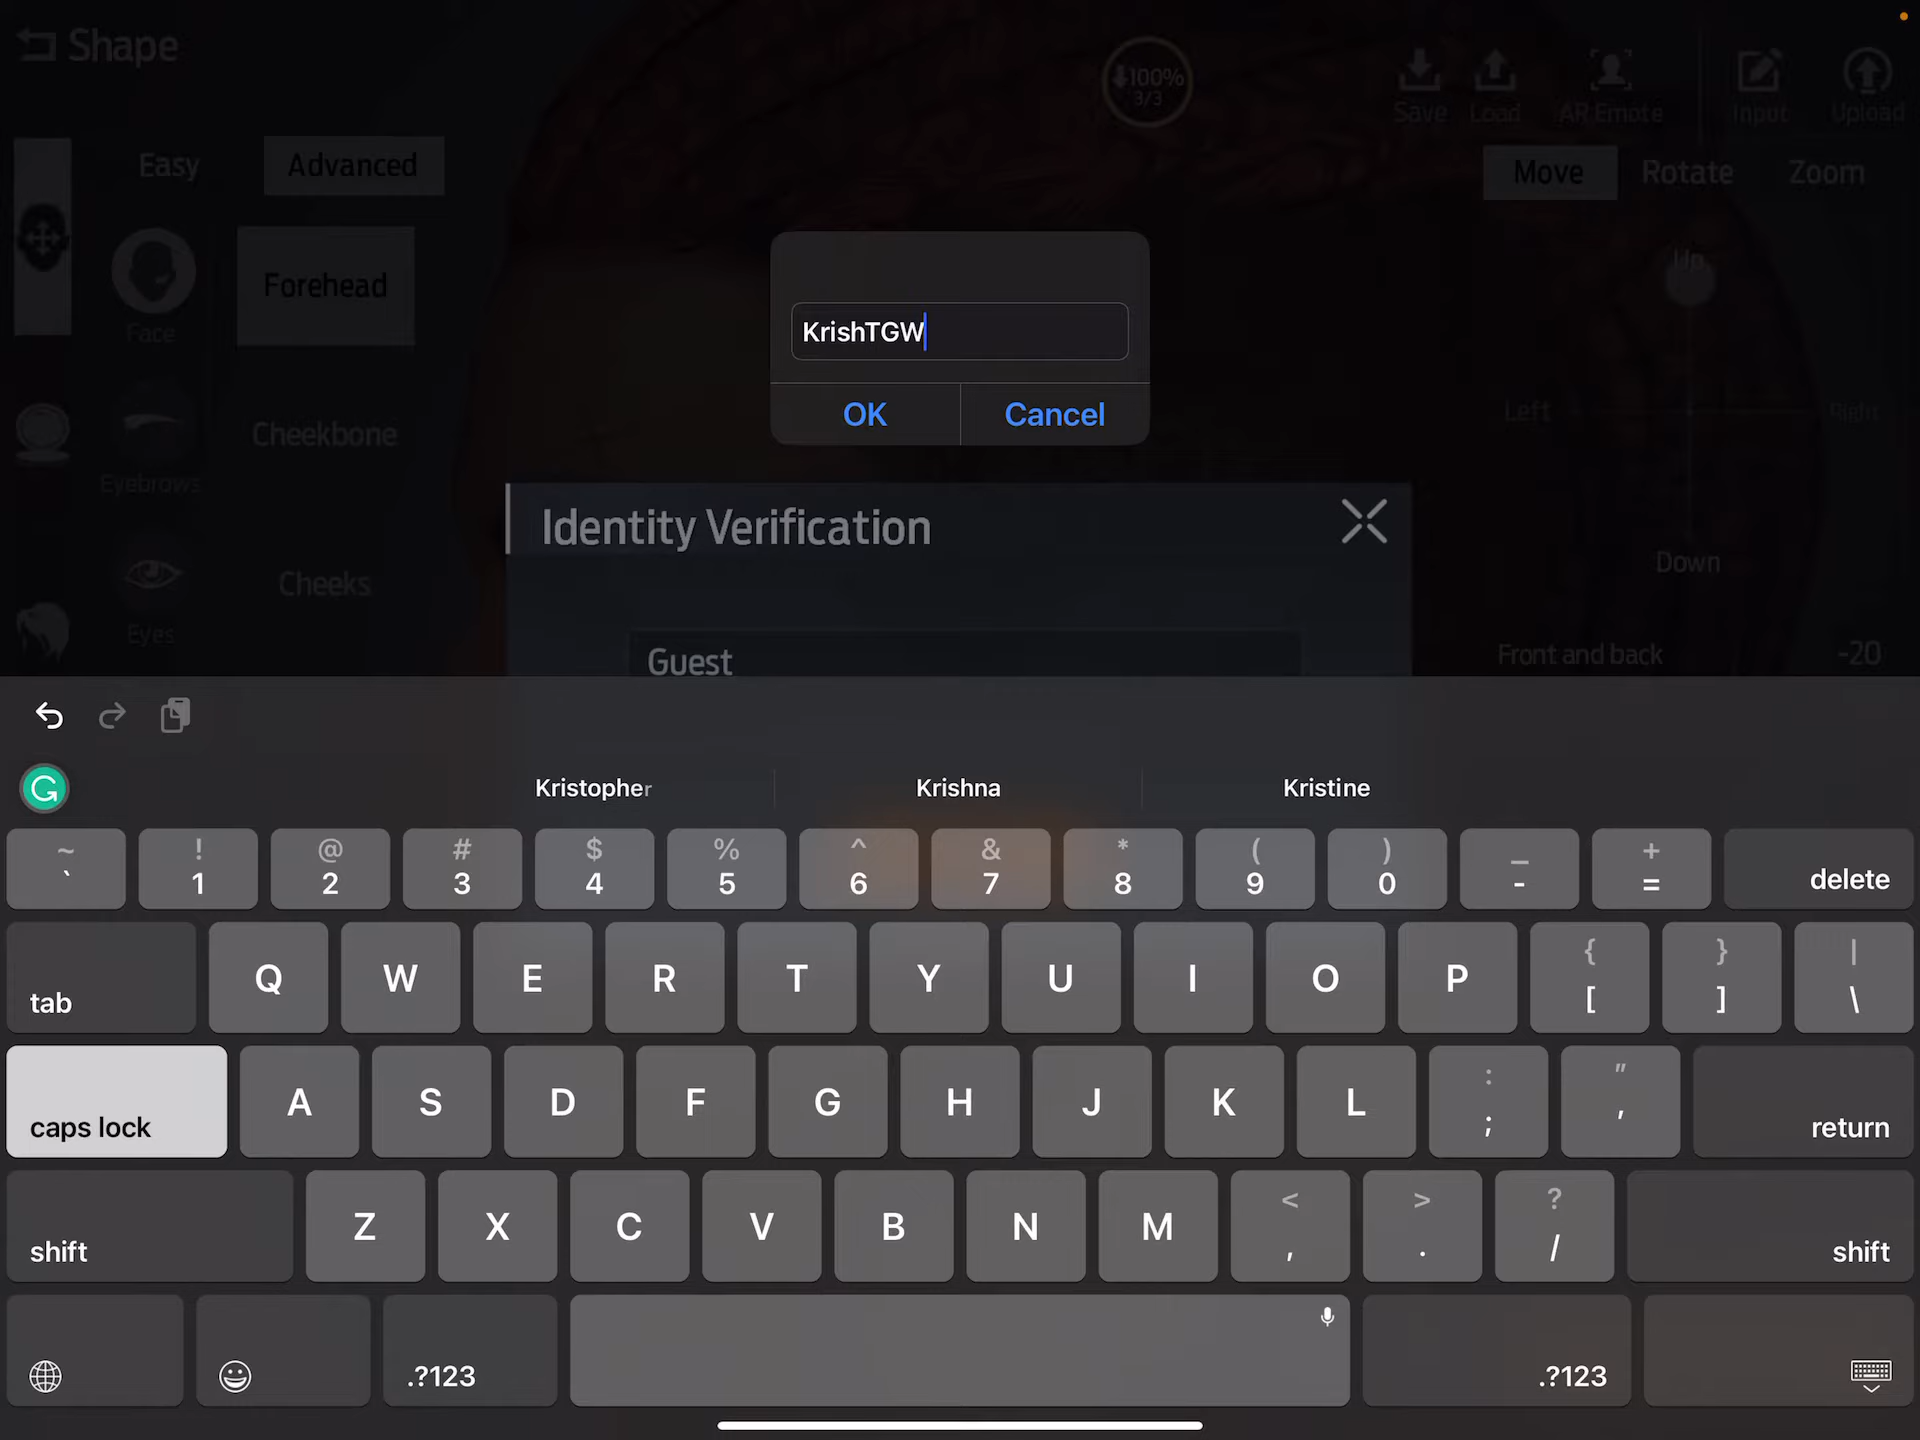 Shape
100%
3/3
Save
Load
AR Emote
Input
Upload
Easy
Advanced
Move
Rotate
Zoom
Face
Forehead
Up
KrishTGW
OK
Cancel
Left
Right
Cheekbone
Eyebrows
Identity Verification
Down
Cheeks
Eyes
Guest
Front and back
-20
Kristopher
Krishna
Kristine
~ ! @ # $ % ^ & * ( ) _ +
` 1 2 3 4 5 6 7 8 9 0 - = delete
{ } |
tab Q W E R T Y U I O P [ ] \
: "
caps lock A S D F G H J K L ; ' return
< > ?
shift Z X C V B N M , . / shift
.?123 .?123